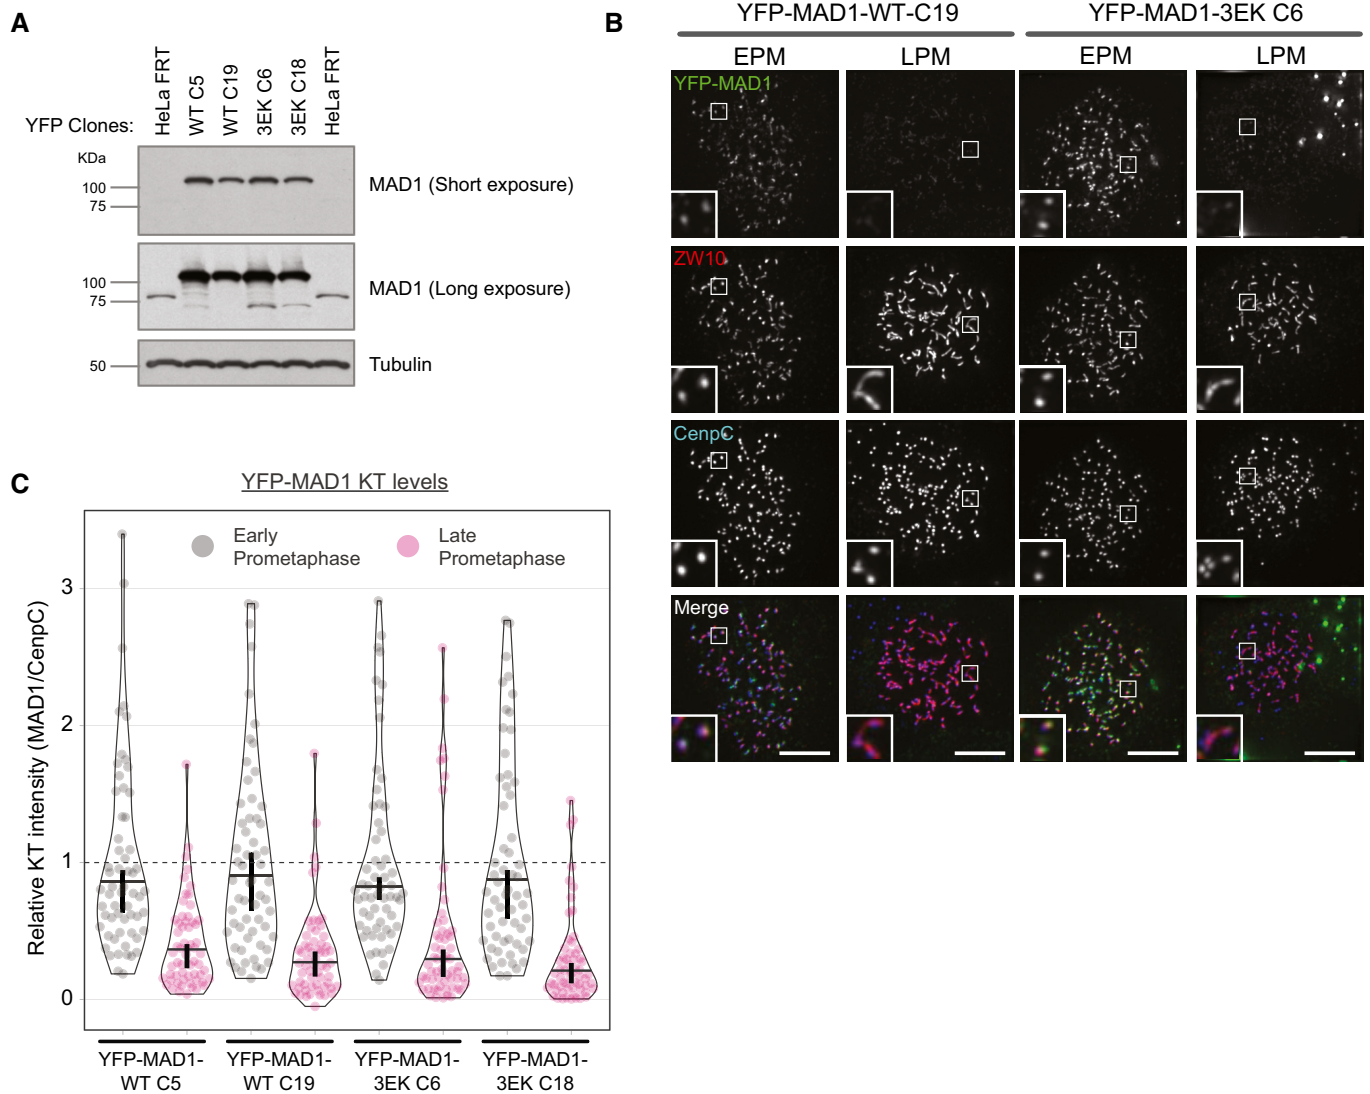 A
YFP Clones:
HeLa FRT
WT C5
WT C19
3EK C6
3EK C18
HeLa FRT
KDa
100
75
MAD1 (Short exposure)
100
75
MAD1 (Long exposure)
50
Tubulin
B
YFP-MAD1-WT-C19
YFP-MAD1-3EK C6
EPM
LPM
EPM
LPM
YFP-MAD1
ZW10
CenpC
Merge
C
YFP-MAD1 KT levels
Early
Prometaphase
Late
Prometaphase
Relative KT intensity (MAD1/CenpC)
3
2
1
0
YFP-MAD1-
WT C5
YFP-MAD1-
WT C19
YFP-MAD1-
3EK C6
YFP-MAD1-
3EK C18